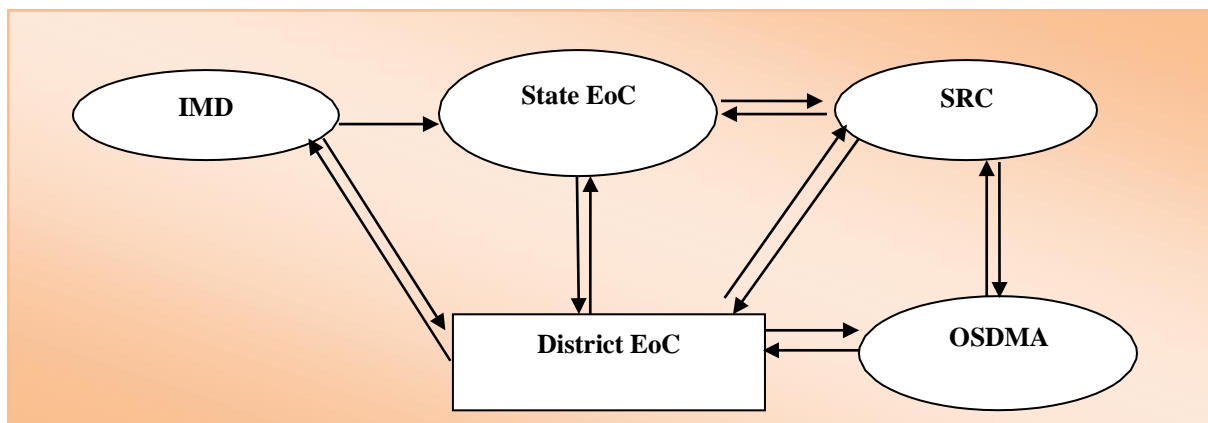 IMD
State EoC
SRC
District EoC
OSDMA